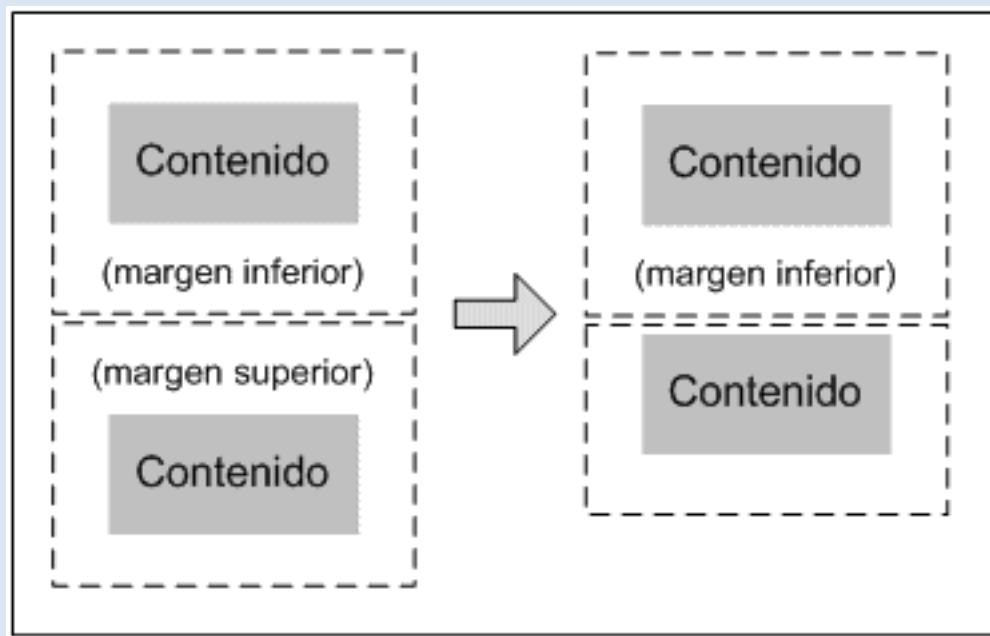 Contenido
(margen inferior)
(margen superior)
Contenido
Contenido
(margen inferior)
Contenido